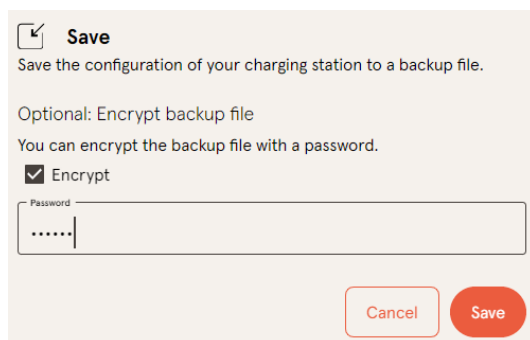 Save
Save the configuration of your charging station to a backup file.
Optional: Encrypt backup file
You can encrypt the backup file with a password.
Encrypt
Password
••••••
Cancel
Save